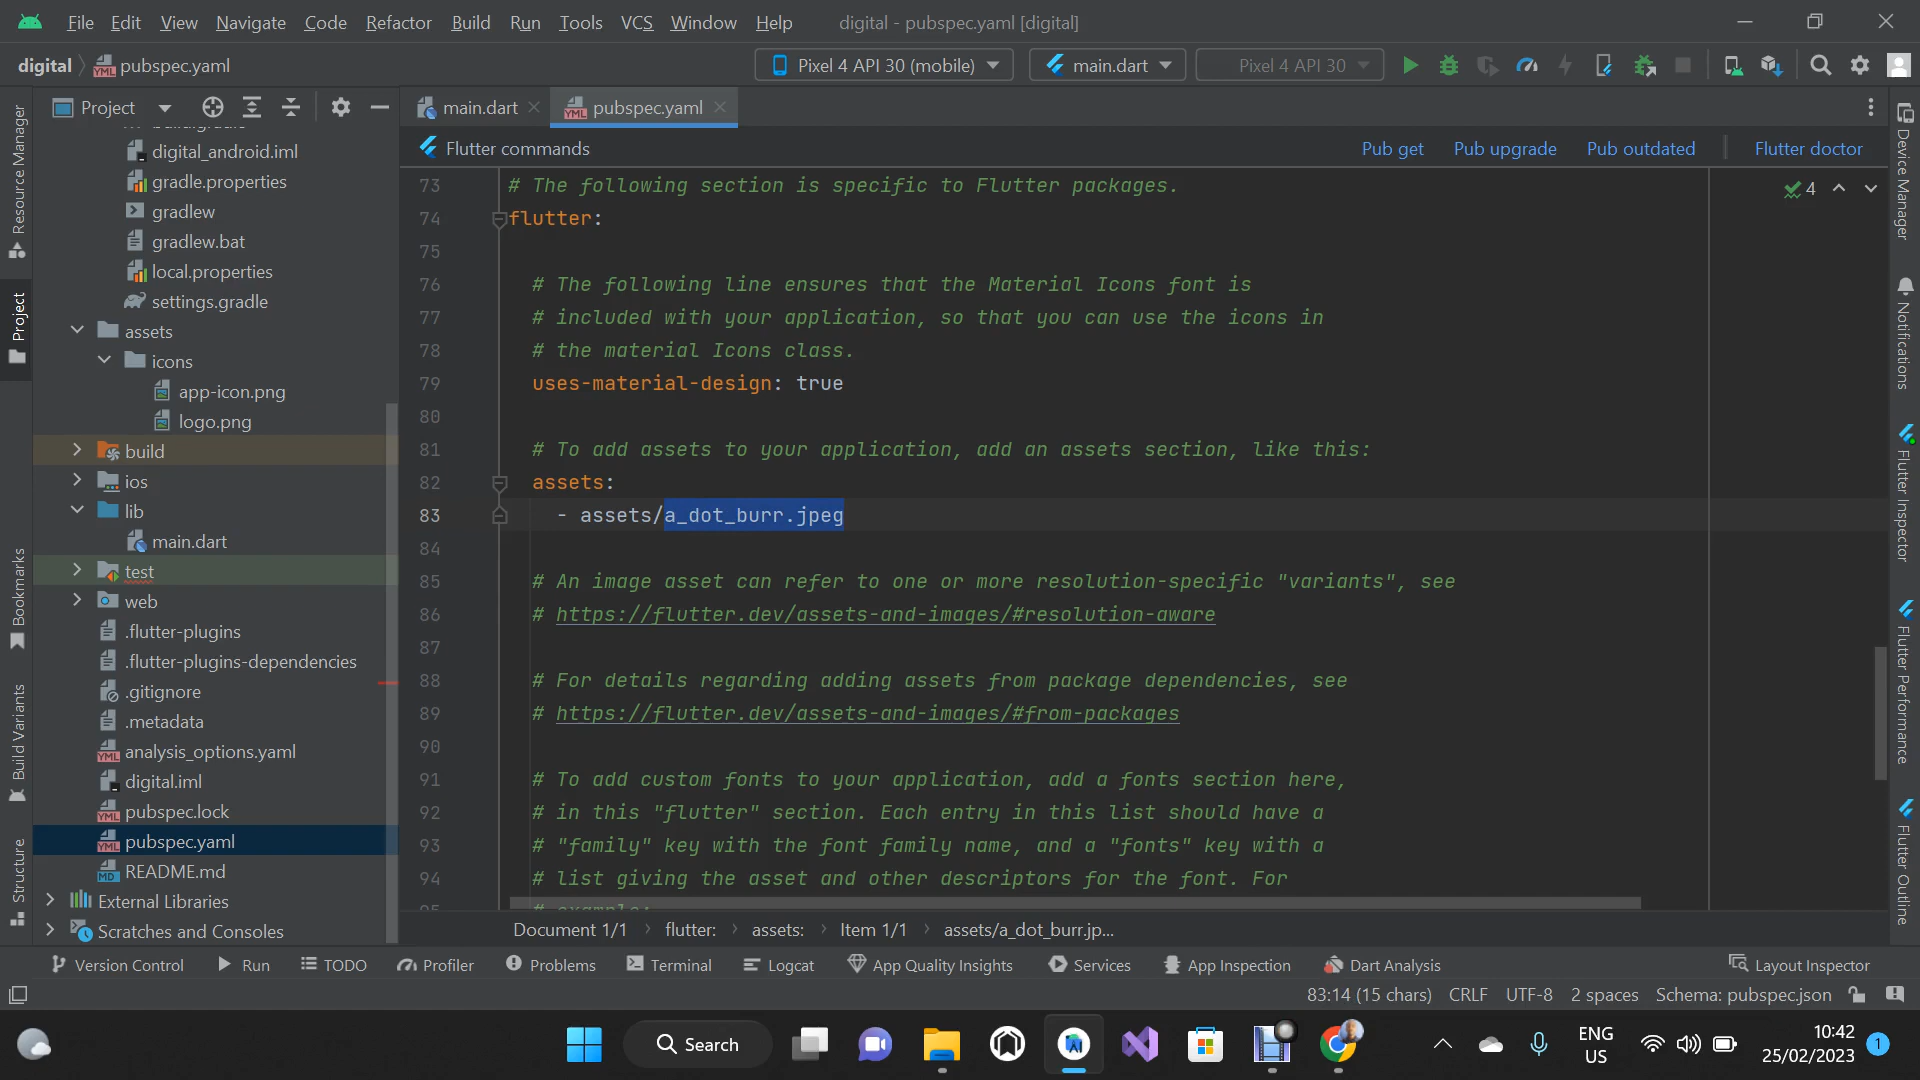 File Edit View Navigate Code Refactor Build Run Tools VCS Window Help digital - pubspec.yaml [digital]
digital pubspec.yaml Pixel 4 API 30 (mobile) main.dart Pixel 4 API 30
Project main.dart pubspec.yaml
Flutter commands Pub get Pub upgrade Pub outdated Flutter doctor
build.gradle
digital_android.iml
gradle.properties
gradlew
gradlew.bat
local.properties
settings.gradle
assets
icons
app-icon.png
logo.png
build
ios
lib
main.dart
test
web
.flutter-plugins
.flutter-plugins-dependencies
.gitignore
.metadata
analysis_options.yaml
digital.iml
pubspec.lock
pubspec.yaml
README.md
External Libraries
Scratches and Consoles
73 # The following section is specific to Flutter packages.
74 flutter:
75
76 # The following line ensures that the Material Icons font is
77 # included with your application, so that you can use the icons in
78 # the material Icons class.
79 uses-material-design: true
80
81 # To add assets to your application, add an assets section, like this:
82 assets:
83 - assets/a_dot_burr.jpeg
84
85 # An image asset can refer to one or more resolution-specific "variants", see
86 # https://flutter.dev/assets-and-images/#resolution-aware
87
88 # For details regarding adding assets from package dependencies, see
89 # https://flutter.dev/assets-and-images/#from-packages
90
91 # To add custom fonts to your application, add a fonts section here,
92 # in this "flutter" section. Each entry in this list should have a
93 # "family" key with the font family name, and a "fonts" key with a
94 # list giving the asset and other descriptors for the font. For
95 # example:
4
Resource Manager
Project
Bookmarks
Build Variants
Structure
Device Manager
Notifications
Flutter Inspector
Flutter Performance
Flutter Outline
Document 1/1 flutter: assets: Item 1/1 assets/a_dot_burr.jp...
Version Control Run TODO Profiler Problems Terminal Logcat App Quality Insights Services App Inspection Dart Analysis Layout Inspector
83:14 (15 chars) CRLF UTF-8 2 spaces Schema: pubspec.json
Search
ENG
US
10:42
25/02/2023
1